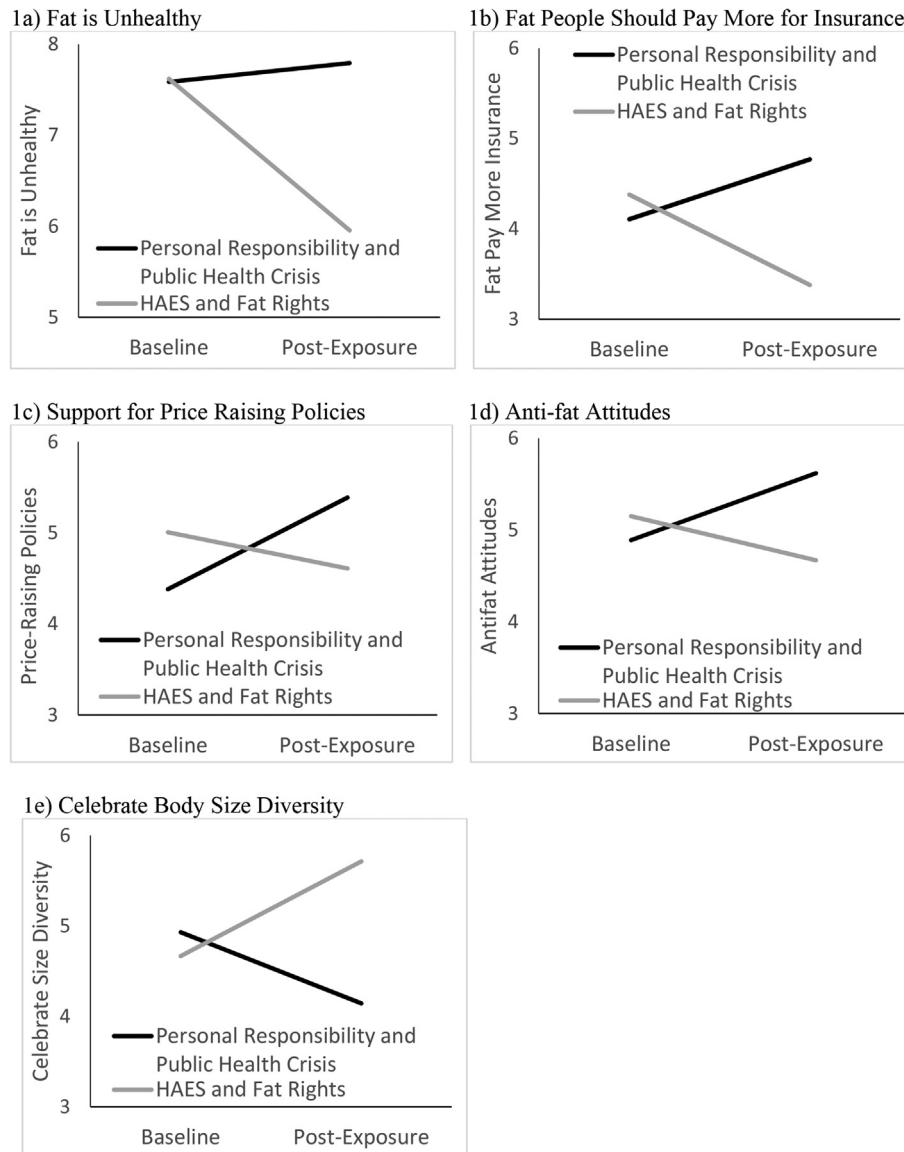 1a) Fat is Unhealthy
8
7
6
5
Fat is Unhealthy
Personal Responsibility and
Public Health Crisis
HAES and Fat Rights
Baseline
Post-Exposure
1b) Fat People Should Pay More for Insurance
6
5
4
3
Fat Pay More Insurance
Personal Responsibility and
Public Health Crisis
HAES and Fat Rights
Baseline
Post-Exposure
1c) Support for Price Raising Policies
6
5
4
3
Price-Raising Policies
Personal Responsibility and
Public Health Crisis
HAES and Fat Rights
Baseline
Post-Exposure
1d) Anti-fat Attitudes
6
5
4
3
Antifat Attitudes
Personal Responsibility and
Public Health Crisis
HAES and Fat Rights
Baseline
Post-Exposure
1e) Celebrate Body Size Diversity
6
5
4
3
Celebrate Size Diversity
Personal Responsibility and
Public Health Crisis
HAES and Fat Rights
Baseline
Post-Exposure